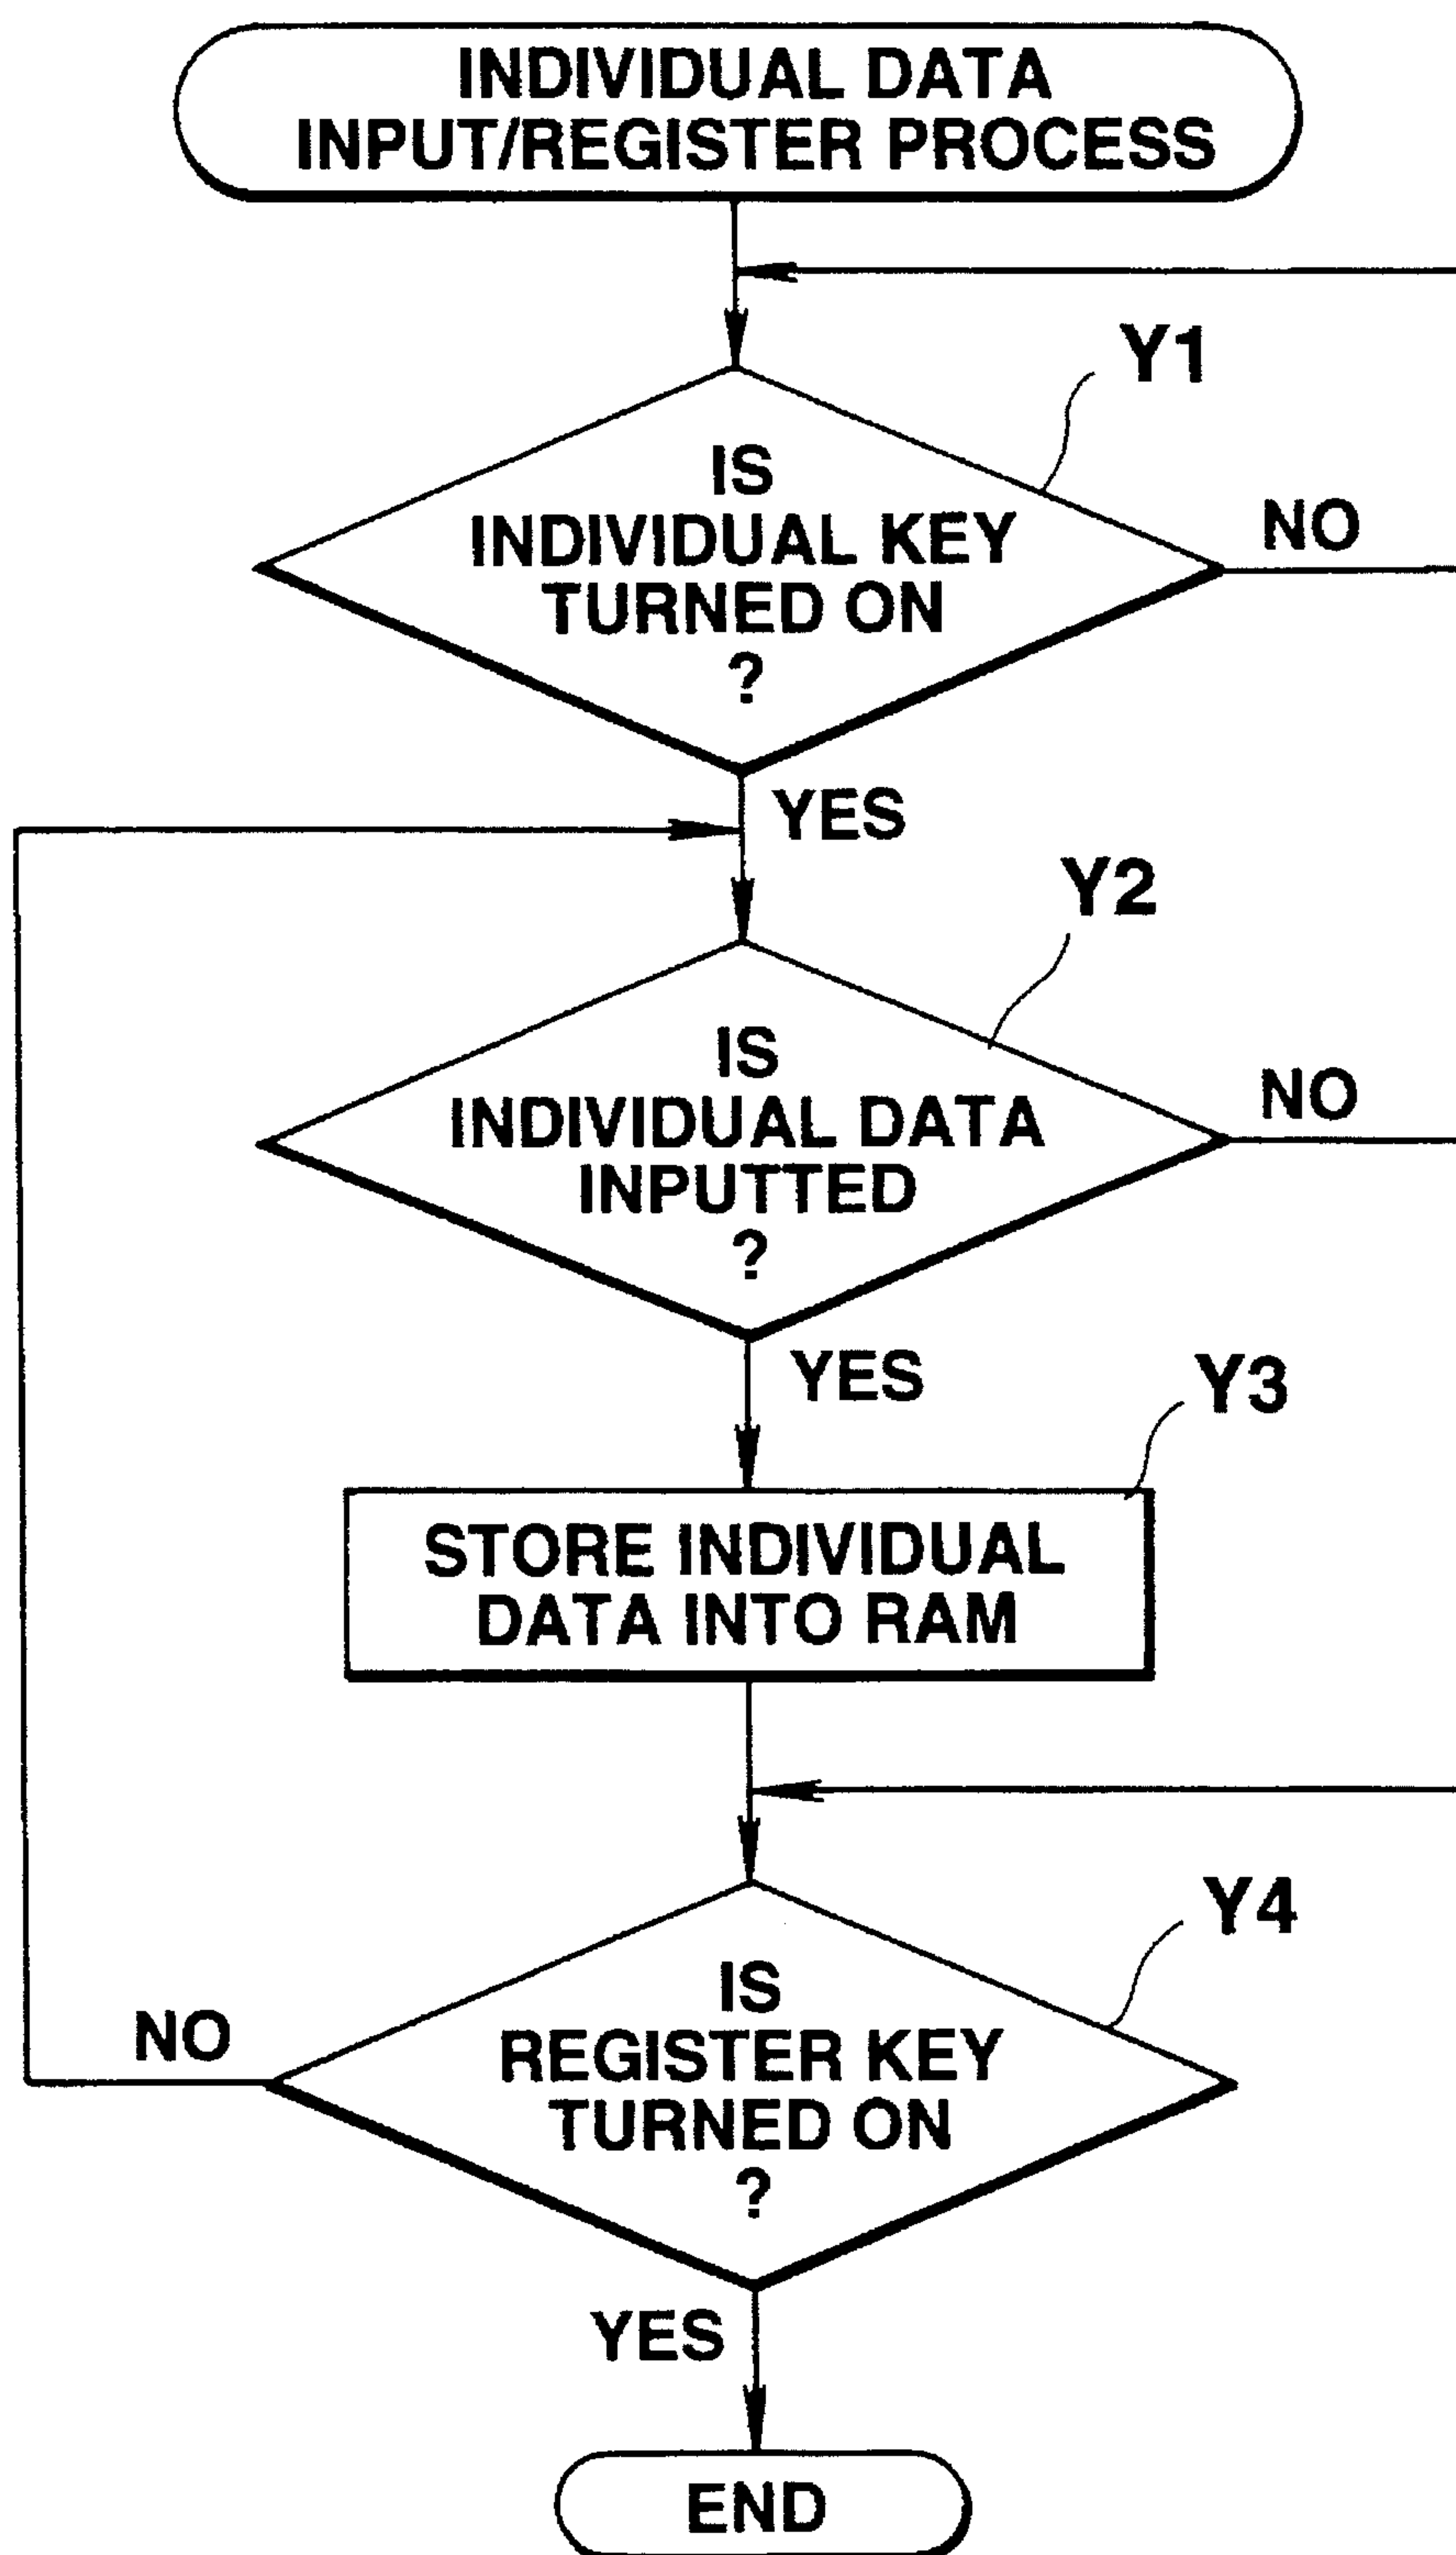 INDIVIDUAL DATA
INPUT/REGISTER PROCESS
Y1
IS
INDIVIDUAL KEY
TURNED ON
?
NO
YES
Y2
IS
INDIVIDUAL DATA
INPUTTED
?
NO
YES
Y3
STORE INDIVIDUAL
DATA INTO RAM
Y4
IS
REGISTER KEY
TURNED ON
?
NO
YES
END